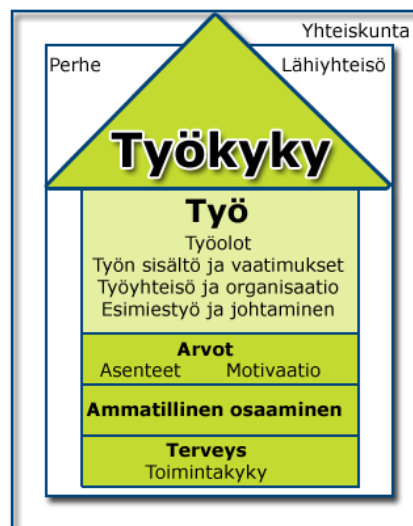 Yhteiskunta
Perhe
Lähiyhteisö
Työkyky
Työ
Työolot
Työn sisältö ja vaatimukset
Työyhteisö ja organisaatio
Esimiestyö ja johtaminen
Arvot
Asenteet Motivaatio
Ammatillinen osaaminen
Terveys
Toimintakyky